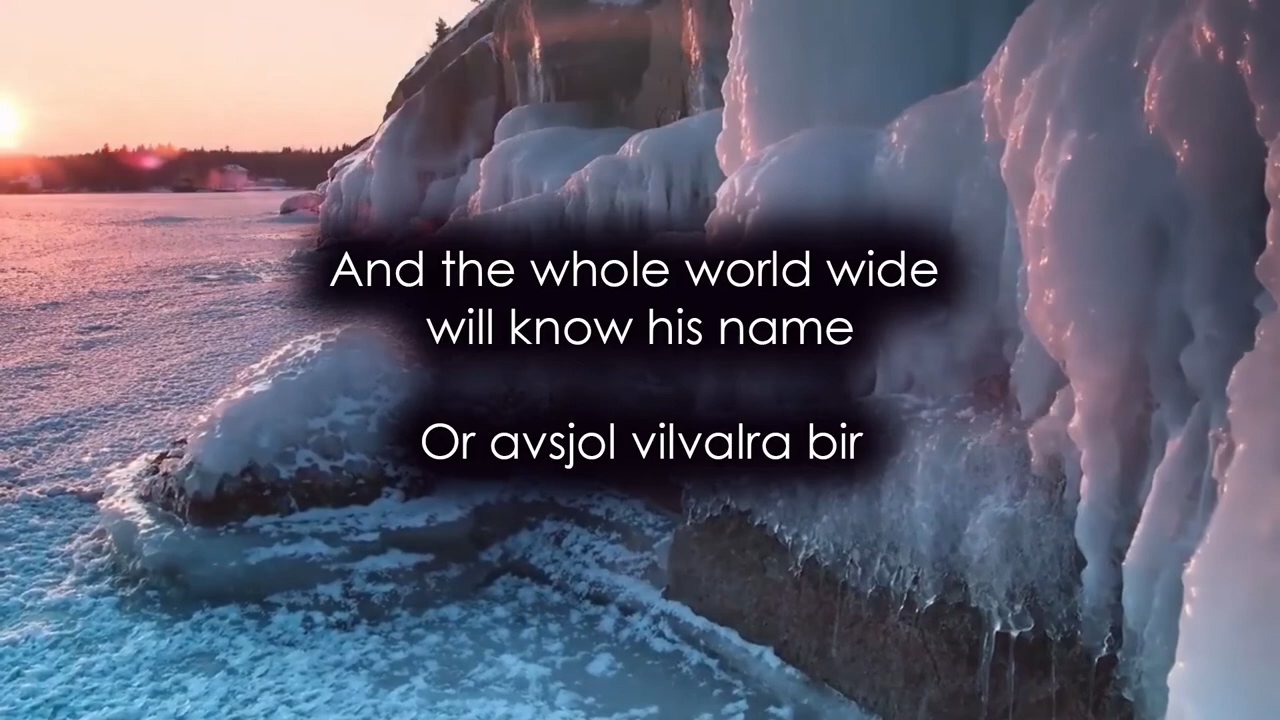 And the whole world wide
will know his name
Or avsjol vilvalra bir